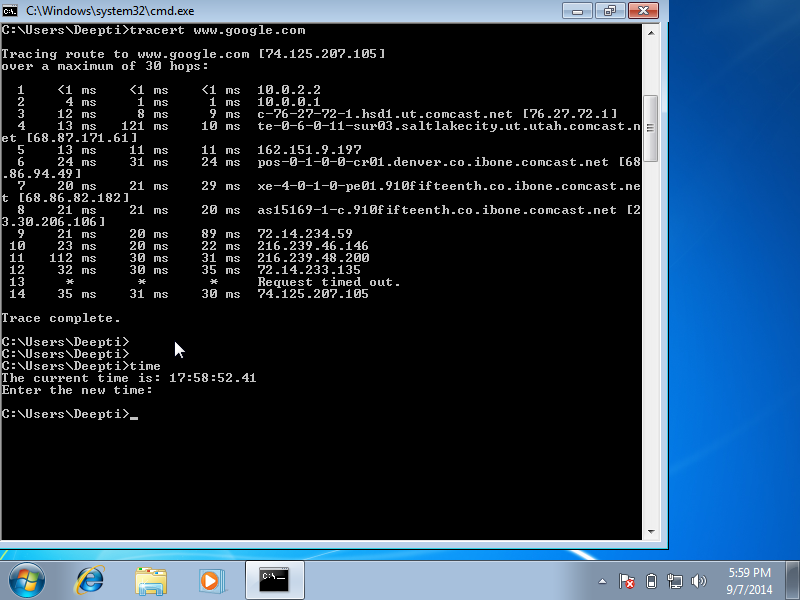 C:\Windows\system32\cmd.exe
C:\Users\Deepti>tracert www.google.com
Tracing route to www.google.com [74.125.207.105]
over a maximum of 30 hops:
1 <1 ms <1 ms <1 ms 10.0.2.2
2 4 ms 1 ms 1 ms 10.0.0.1
3 12 ms 8 ms 9 ms c-76-27-72-1.hsd1.ut.comcast.net [76.27.72.1]
4 13 ms 121 ms 10 ms te-0-6-0-11-sur03.saltlakecity.ut.utah.comcast.n
et [68.87.171.61]
5 13 ms 11 ms 11 ms 162.151.9.197
6 24 ms 31 ms 24 ms pos-0-1-0-0-cr01.denver.co.ibone.comcast.net [68
.86.94.49]
7 20 ms 21 ms 29 ms xe-4-0-1-0-pe01.910fifteenth.co.ibone.comcast.ne
t [68.86.82.182]
8 21 ms 21 ms 20 ms as15169-1-c.910fifteenth.co.ibone.comcast.net [2
3.30.206.106]
9 21 ms 20 ms 89 ms 72.14.234.59
10 23 ms 20 ms 22 ms 216.239.46.146
11 112 ms 30 ms 31 ms 216.239.48.200
12 32 ms 30 ms 35 ms 72.14.233.135
13 * * * Request timed out.
14 35 ms 31 ms 30 ms 74.125.207.105
Trace complete.
C:\Users\Deepti>
C:\Users\Deepti>
C:\Users\Deepti>time
The current time is: 17:58:52.41
Enter the new time:
C:\Users\Deepti>_
C:\_
5:59 PM
9/7/2014